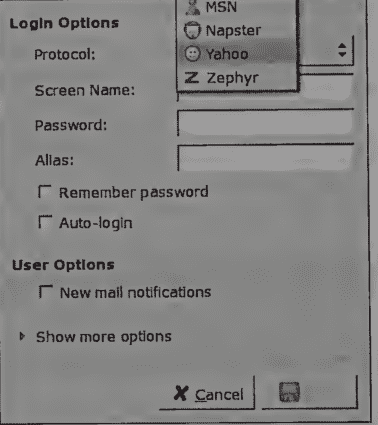 MSN
Login Options
Napster
Protocol:
Yahoo
Zephyr
Screen Name:
Password:
Alias:
Remember password
Auto-login
User Options
New mail notifications
Show more options
Cancel